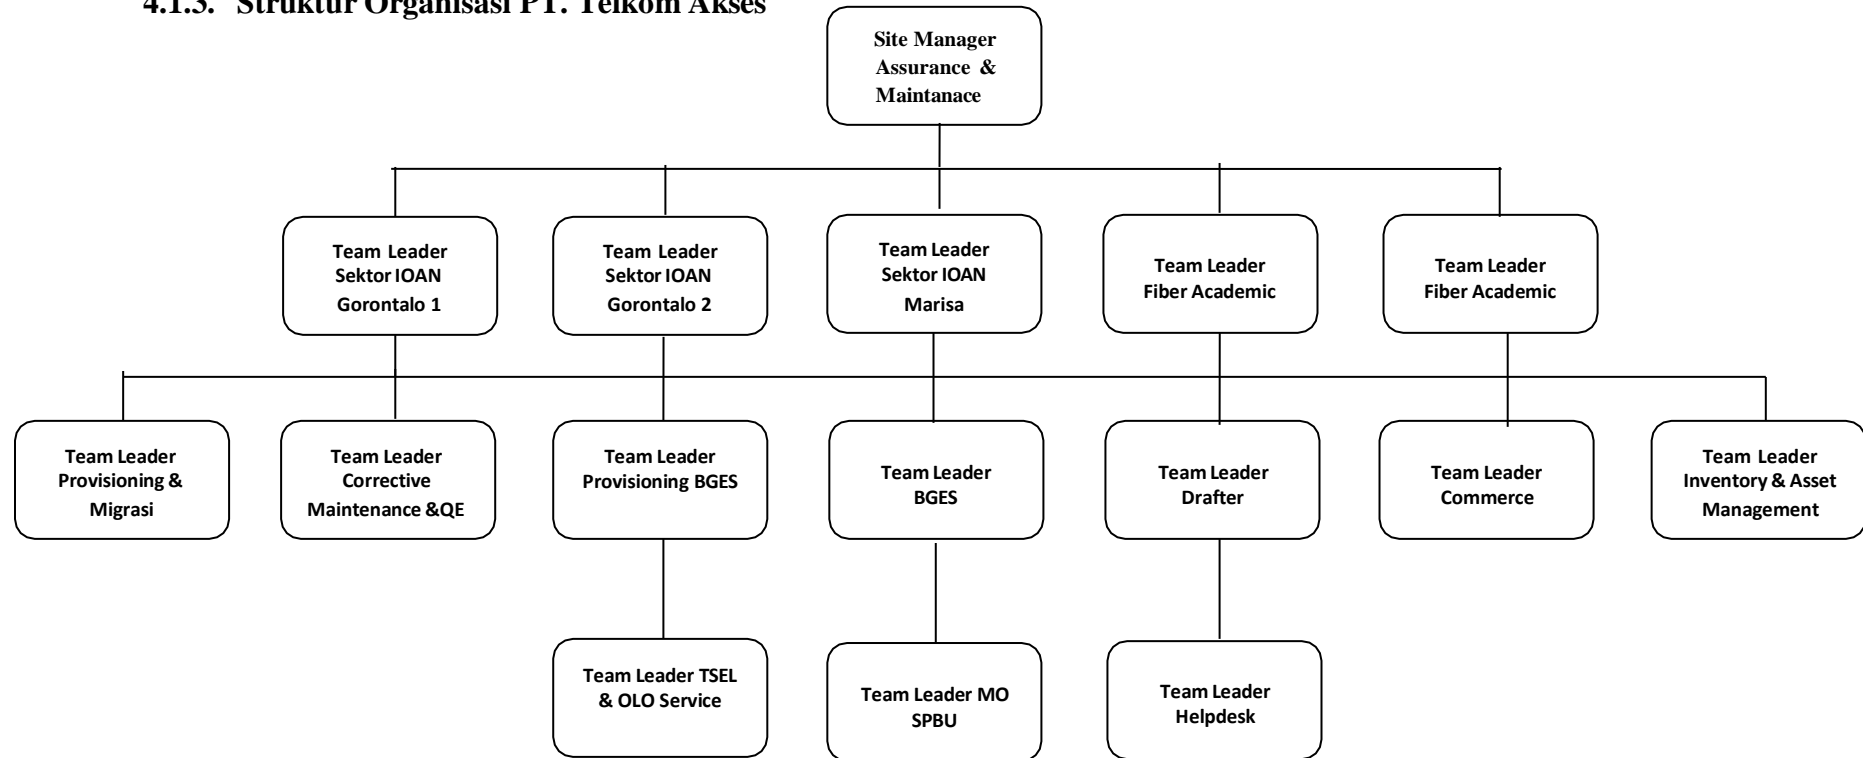 4.1.3. Struktur Organisasi PT. Telkom Akses
Site Manager
Assurance &
Maintanace
Team Leader
Sektor IOAN
Gorontalo 1
Team Leader
Sektor IOAN
Gorontalo 2
Team Leader
Sektor IOAN
Marisa
Team Leader
Fiber Academic
Team Leader
Fiber Academic
Team Leader
Provisioning &
Migrasi
Team Leader
Corrective
Maintenance &QE
Team Leader
Provisioning BGES
Team Leader
BGES
Team Leader
Drafter
Team Leader
Commerce
Team Leader
Inventory & Asset
Management
Team Leader TSEL
& OLO Service
Team Leader MO
SPBU
Team Leader
Helpdesk